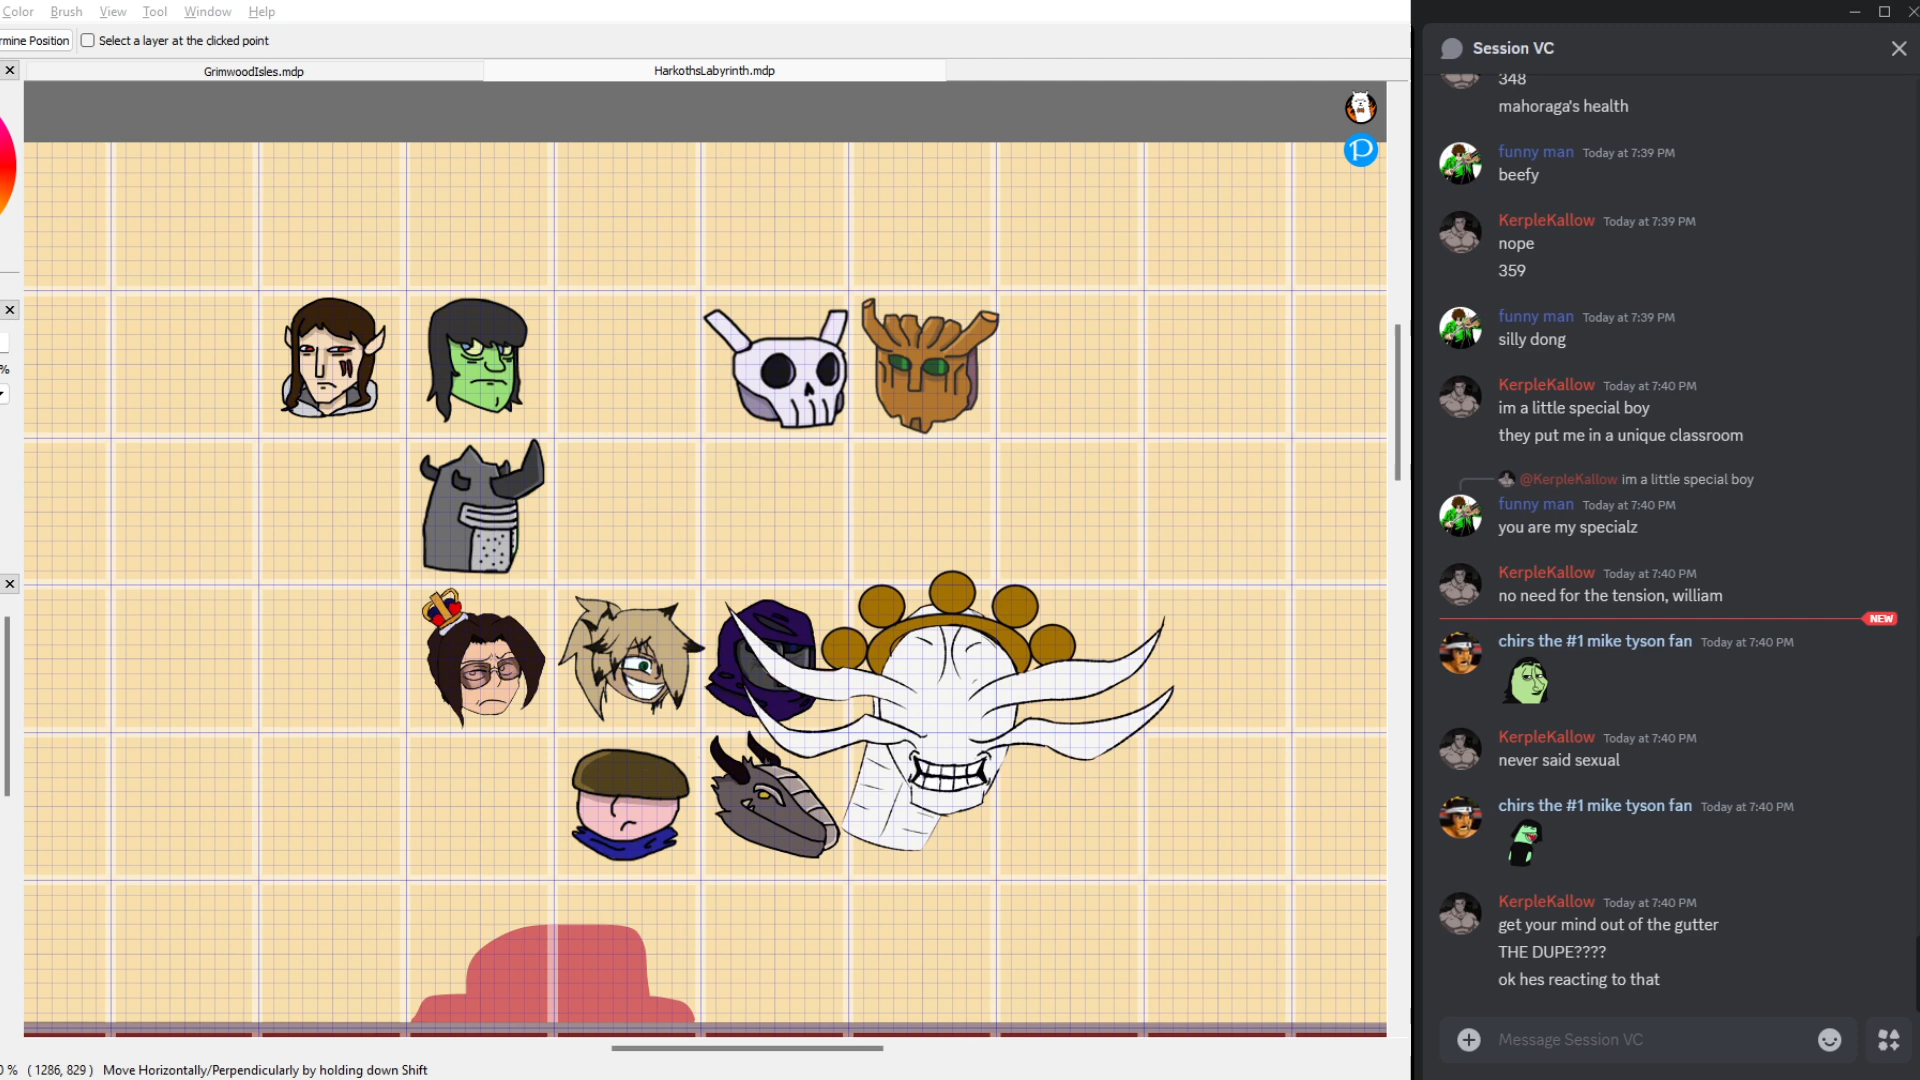 Color Brush View Tool Window Help
rmine Position Select a layer at the clicked point
GrimwoodIsles.mdp HarkothsLabyrinth.mdp
%
( 1286, 829 ) Move Horizontally/Perpendicularly by holding down Shift
Session VC
348
mahoraga's health
funny man Today at 7:39 PM
beefy
KerpleKallow Today at 7:39 PM
nope
359
funny man Today at 7:39 PM
silly dong
KerpleKallow Today at 7:40 PM
im a little special boy
they put me in a unique classroom
@KerpleKallow im a little special boy
funny man Today at 7:40 PM
you are my specialz
KerpleKallow Today at 7:40 PM
no need for the tension, william
NEW
chirs the #1 mike tyson fan Today at 7:40 PM
KerpleKallow Today at 7:40 PM
never said sexual
chirs the #1 mike tyson fan Today at 7:40 PM
KerpleKallow Today at 7:40 PM
get your mind out of the gutter
THE DUPE????
ok hes reacting to that
Message Session VC